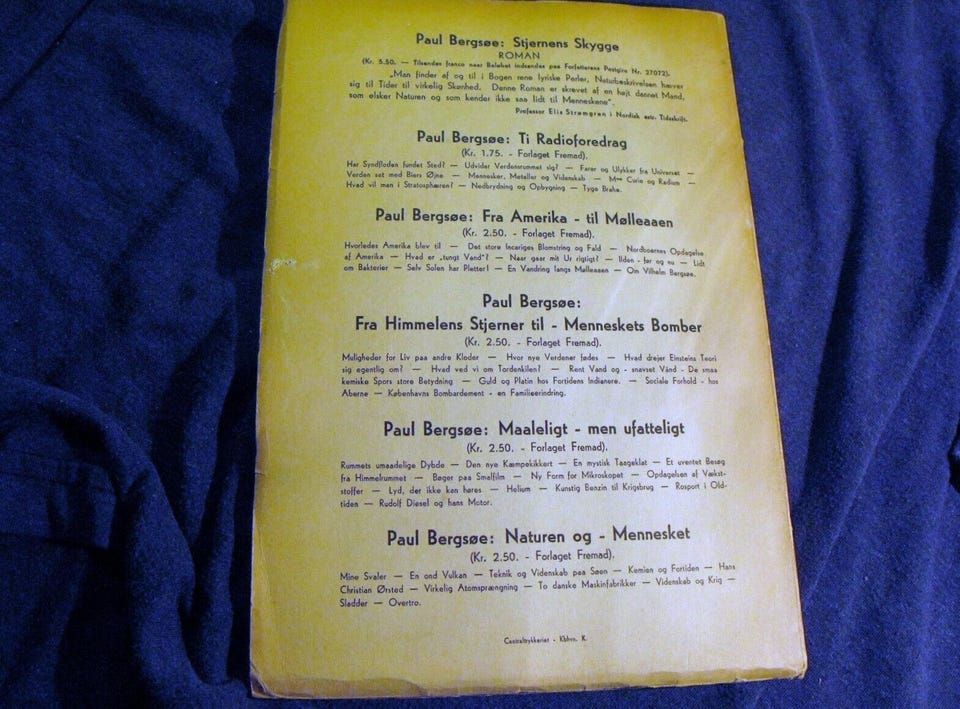 Paul Bergsøe: Stjernens Skygge
ROMAN
(Kr. 5.50. — Tilsendes franco naar Beløbet indsendes paa Forfatterens Postgiro Nr. 27072).
„Man finder af og til i Bogen rene lyriske Perler, Naturbeskrivelsen hæver
sig til Tider til virkelig Skønhed. Denne Roman er skrevet af en højt dannet Mand,
som elsker Naturen og som kender ikke saa lidt til Menneskene".
Professor Elis Strømgren i Nordisk astr. Tidsskrift.
Paul Bergsøe: Ti Radioforedrag
(Kr. 1.75. - Forlaget Fremad).
Har Syndfloden fundet Sted? — Udvider Verdensrummet sig? — Farer og Ulykker fra Universet —
Verden set med Biers Øjne — Mennesker, Metaller og Videnskab — Mme Curie og Radium —
Hvad vil man i Stratosphæren? — Nedbrydning og Opbygning — Tyge Brahe.
Paul Bergsøe: Fra Amerika - til Mølleaaen
(Kr. 2.50. - Forlaget Fremad).
Hvorledes Amerika blev til — Det store Incariges Blomstring og Fald — Nordboernes Opdagelse
af Amerika — Hvad er „tungt Vand"? — Naar gaar mit Ur rigtigt? — Ilden - før og nu — Lidt
om Bakterier — Selv Solen har Pletter! — En Vandring langs Mølleaaen — Om Vilhelm Bergsøe.
Paul Bergsøe:
Fra Himmelens Stjerner til - Menneskets Bomber
(Kr. 2.50. - Forlaget Fremad).
Muligheder for Liv paa andre Kloder — Hvor nye Verdener fødes — Hvad drejer Einsteins Teori
sig egentlig om? — Hvad ved vi om Tordenkilen? — Rent Vand og - snavset Vand - De smaa
kemiske Spors store Betydning — Guld og Platin hos Fortidens Indianere. — Sociale Forhold - hos
Aberne — Københavns Bombardement - en Familieerindring.
Paul Bergsøe: Maaleligt - men ufatteligt
(Kr. 2.50. - Forlaget Fremad).
Rummets umaadelige Dybde — Den nye Kæmpekikkert — En mystisk Taageklat — Et uventet Besøg
fra Himmelrummet — Bøger paa Smalfilm — Ny Form for Mikroskopet — Opdagelsen af Vækst-
stoffer — Lyd, der ikke kan høres — Helium — Kunstig Benzin til Krigsbrug — Rosport i Old-
tiden — Rudolf Diesel og hans Motor.
Paul Bergsøe: Naturen og - Mennesket
(Kr. 2.50. - Forlaget Fremad).
Mine Svaler — En ond Vulkan — Teknik og Videnskab paa Søen — Kemien og Fortiden — Hans
Christian Ørsted — Virkelig Atomsprængning — To danske Maskinfabrikker — Videnskab og Krig —
Sladder — Overtro.
Centraltrykkeriet - Kbhvn. K.